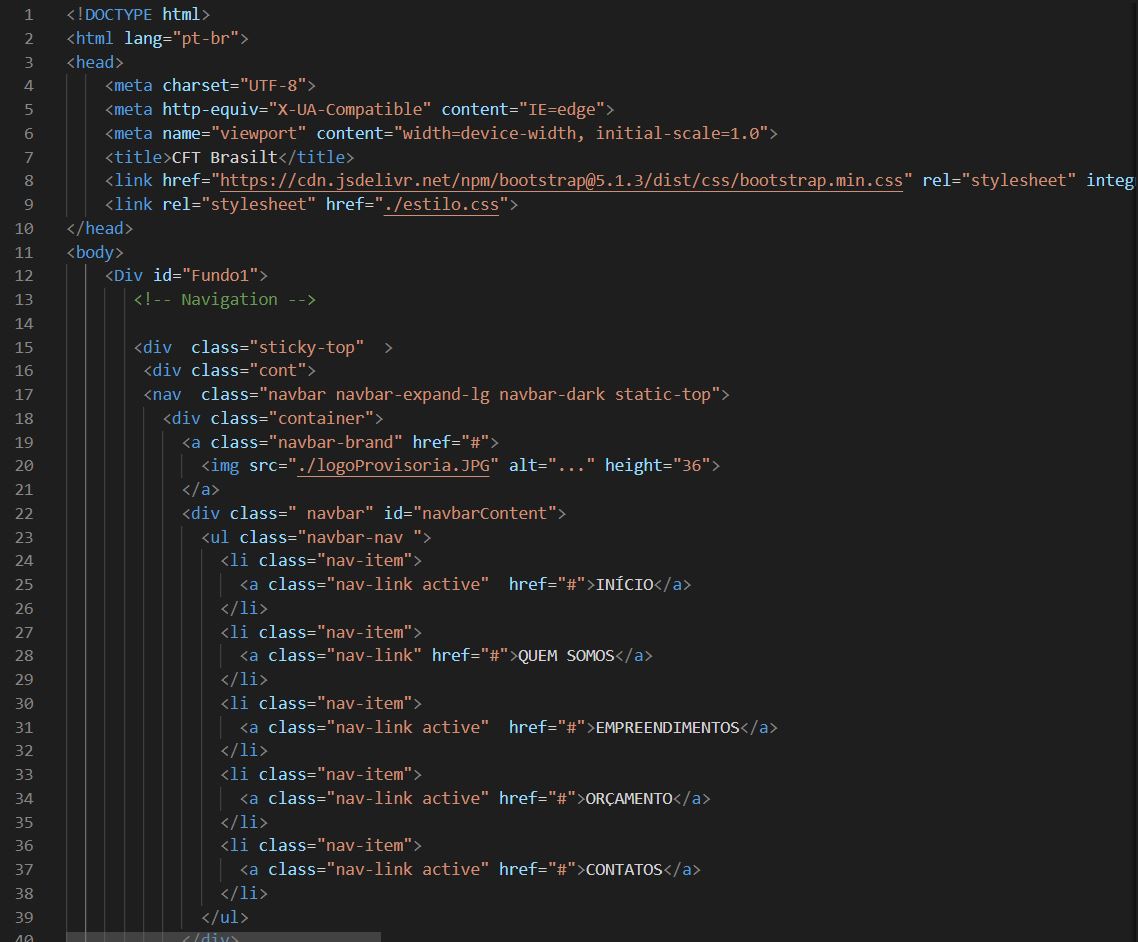 1 <!DOCTYPE html>
2 <html lang="pt-br">
3 <head>
4 <meta charset="UTF-8">
5 <meta http-equiv="X-UA-Compatible" content="IE=edge">
6 <meta name="viewport" content="width=device-width, initial-scale=1.0">
7 <title>CFT Brasilt</title>
8 <link href="https://cdn.jsdelivr.net/npm/bootstrap@5.1.3/dist/css/bootstrap.min.css" rel="stylesheet" integ
9 <link rel="stylesheet" href="./estilo.css">
10 </head>
11 <body>
12 <Div id="Fundo1">
13 <!-- Navigation -->
14
15 <div  class="sticky-top"  >
16 <div class="cont">
17 <nav  class="navbar navbar-expand-lg navbar-dark static-top">
18 <div class="container">
19 <a class="navbar-brand" href="#">
20 <img src="./logoProvisoria.JPG" alt="..." height="36">
21 </a>
22 <div class=" navbar" id="navbarContent">
23 <ul class="navbar-nav ">
24 <li class="nav-item">
25 <a class="nav-link active"  href="#">INÍCIO</a>
26 </li>
27 <li class="nav-item">
28 <a class="nav-link" href="#">QUEM SOMOS</a>
29 </li>
30 <li class="nav-item">
31 <a class="nav-link active"  href="#">EMPREENDIMENTOS</a>
32 </li>
33 <li class="nav-item">
34 <a class="nav-link active" href="#">ORÇAMENTO</a>
35 </li>
36 <li class="nav-item">
37 <a class="nav-link active" href="#">CONTATOS</a>
38 </li>
39 </ul>
40 </div>